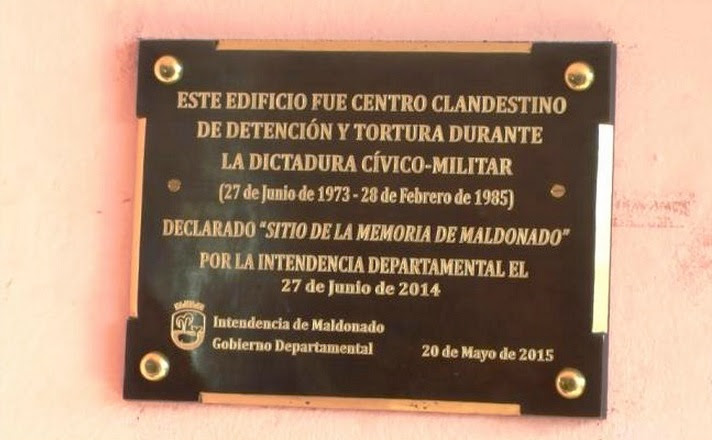 ESTE EDIFICIO FUE CENTRO CLANDESTINO
DE DETENCIÓN Y TORTURA DURANTE
LA DICTADURA CÍVICO-MILITAR
(27 de Junio de 1973 - 28 de Febrero de 1985)
DECLARADO "SITIO DE LA MEMORIA DE MALDONADO"
POR LA INTENDENCIA DEPARTAMENTAL EL
27 de Junio de 2014
Intendencia de Maldonado
Gobierno Departamental
20 de Mayo de 2015